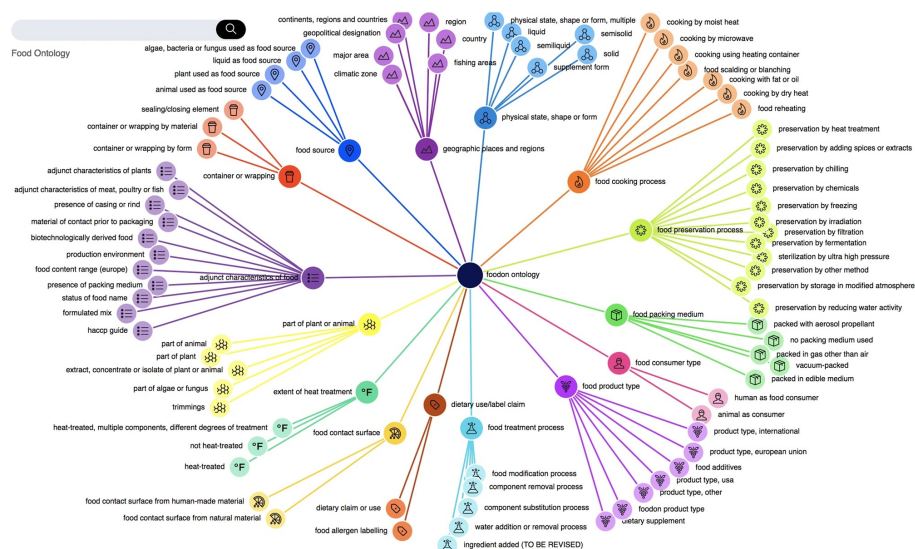 Food Ontology
continents, regions and countries
geopolitical designation
major area
climatic zone
region
country
fishing areas
geographic places and regions
physical state, shape or form, multiple
liquid
semiliquid
supplement form
semisolid
solid
physical state, shape or form
cooking by moist heat
cooking by microwave
cooking using heating container
food scalding or blanching
cooking with fat or oil
cooking by dry heat
food reheating
food cooking process
algae, bacteria or fungus used as food source
liquid as food source
plant used as food source
animal used as food source
food source
sealing/closing element
container or wrapping by material
container or wrapping by form
container or wrapping
preservation by heat treatment
preservation by adding spices or extracts
preservation by chilling
preservation by chemicals
preservation by freezing
preservation by irradiation
preservation by filtration
preservation by fermentation
sterilization by ultra high pressure
preservation by other method
preservation by storage in modified atmosphere
preservation by reducing water activity
food preservation process
adjunct characteristics of plants
adjunct characteristics of meat, poultry or fish
presence of casing or rind
material of contact prior to packaging
biotechnologically derived food
production environment
food content range (europe)
presence of packing medium
status of food name
formulated mix
haccp guide
adjunct characteristics of food
foodon ontology
food packing medium
packed with aerosol propellant
no packing medium used
packed in gas other than air
vacuum-packed
packed in edible medium
part of plant or animal
part of animal
part of plant
extract, concentrate or isolate of plant or animal
part of algae or fungus
trimmings
food consumer type
human as food consumer
animal as consumer
extent of heat treatment
°F
heat-treated, multiple components, different degrees of treatment
°F
not heat-treated
°F
heat-treated
°F
food product type
product type, international
product type, european union
food additives
product type, usa
product type, other
foodon product type
dietary supplement
food contact surface
food contact surface from human-made material
food contact surface from natural material
dietary use/label claim
dietary claim or use
food allergen labelling
food treatment process
food modification process
component removal process
component substitution process
water addition or removal process
ingredient added (TO BE REVISED)